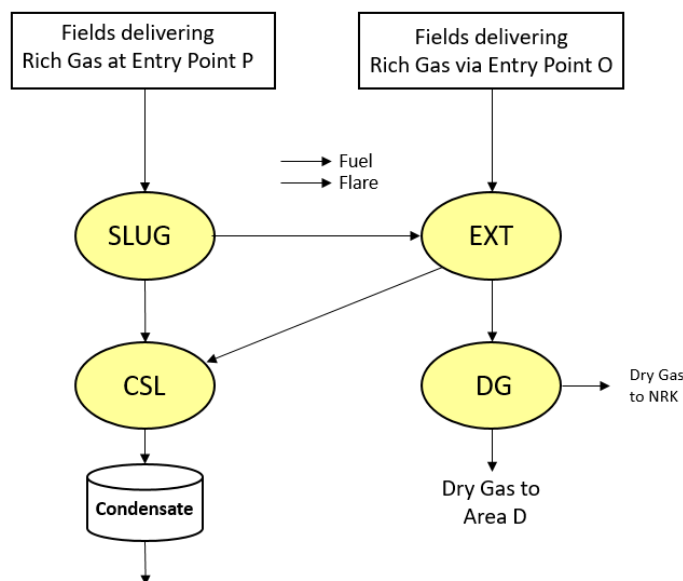 Fields delivering
Rich Gas at Entry Point P
Fields delivering
Rich Gas via Entry Point O
Fuel
Flare
SLUG
EXT
CSL
DG
Dry Gas
to NRK
Condensate
Dry Gas to
Area D